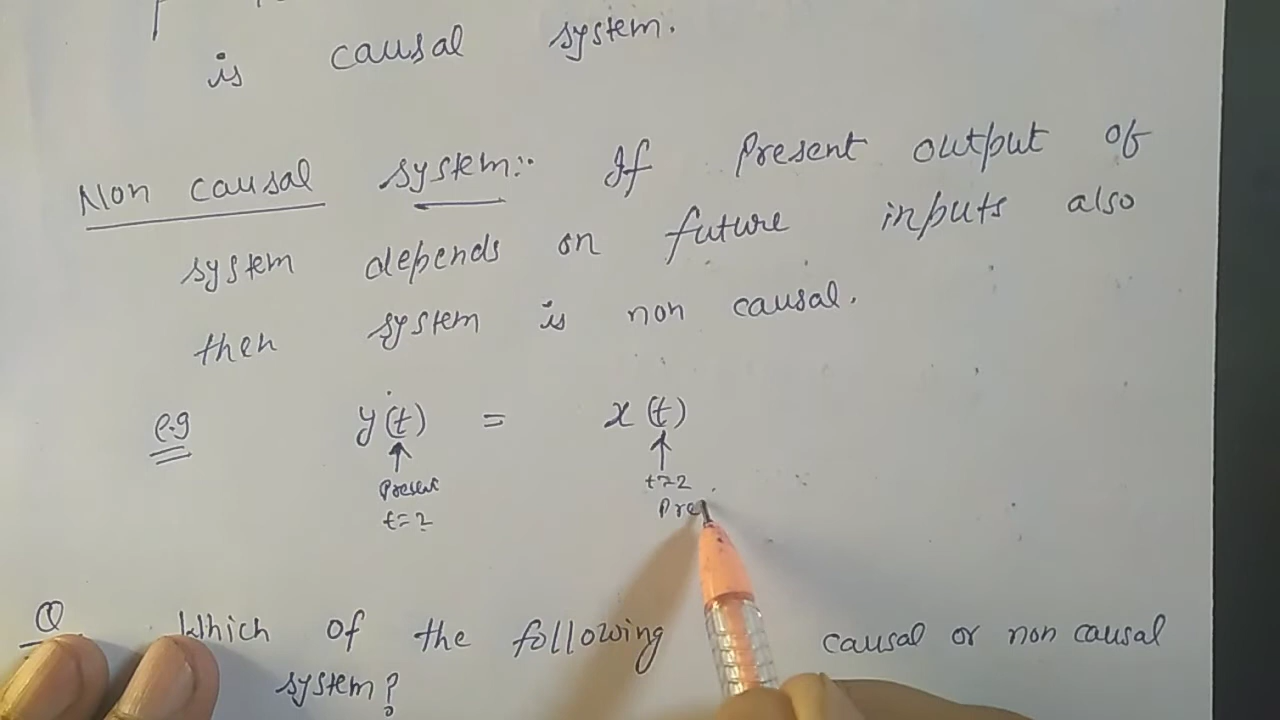 is causal system.
Non causal system:- If Present output of
system depends on future inputs also
then system is non causal.
e.g y(t) = x(t)
Present t=2
t=2 Pre
Q Which of the following causal or non causal
system?